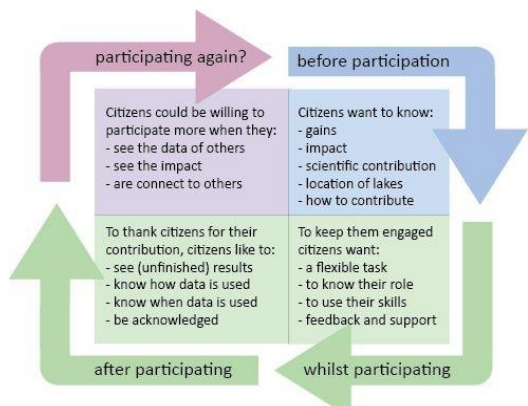 participating again?
before participation
Citizens could be willing to
participate more when they:
- see the data of others
- see the impact
- are connect to others
Citizens want to know:
- gains
- impact
- scientific contribution
- location of lakes
- how to contribute
To thank citizens for their
contribution, citizens like to:
- see (unfinished) results
- know how data is used
- know when data is used
- be acknowledged
To keep them engaged
citizens want:
- a flexible task
- to know their role
- to use their skills
- feedback and support
after participating
whilst participating